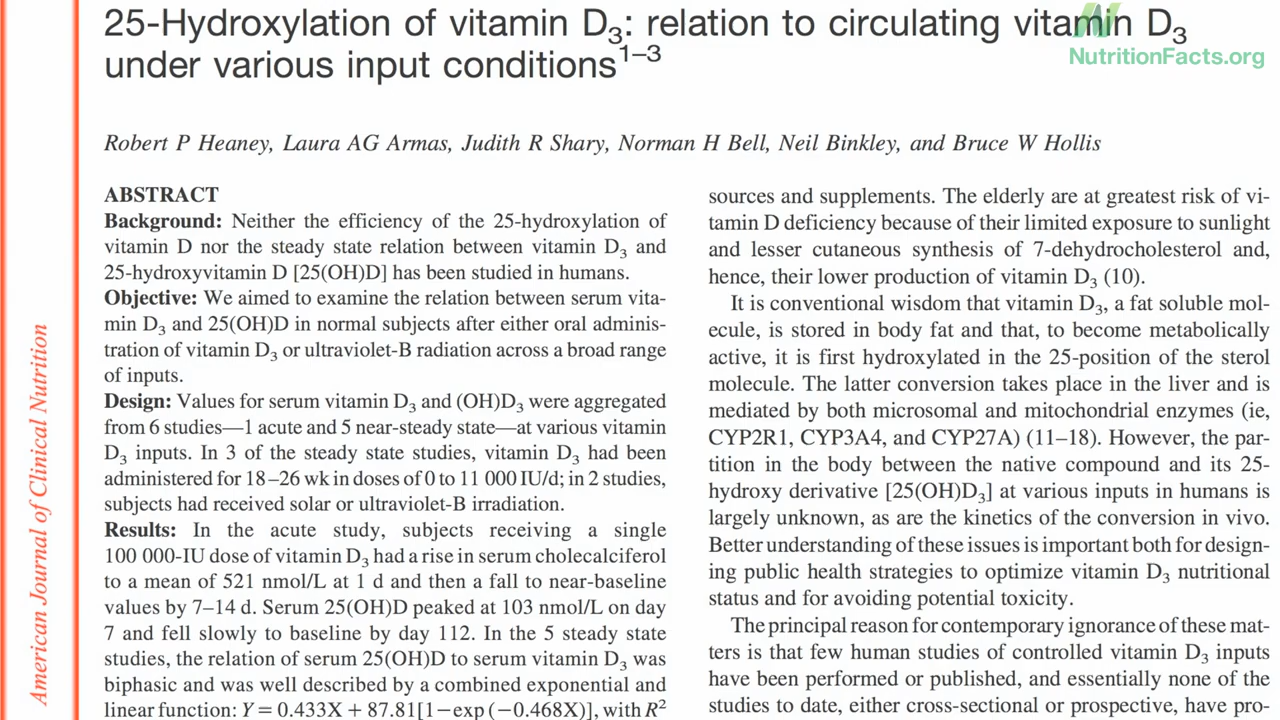 25-Hydroxylation of vitamin D₃: relation to circulating vitamin D₃
under various input conditions¹⁻³
NutritionFacts.org
Robert P Heaney, Laura AG Armas, Judith R Shary, Norman H Bell, Neil Binkley, and Bruce W Hollis
American Journal of Clinical Nutrition
ABSTRACT
Background: Neither the efficiency of the 25-hydroxylation of
vitamin D nor the steady state relation between vitamin D₃ and
25-hydroxyvitamin D [25(OH)D] has been studied in humans.
Objective: We aimed to examine the relation between serum vita-
min D₃ and 25(OH)D in normal subjects after either oral adminis-
tration of vitamin D₃ or ultraviolet-B radiation across a broad range
of inputs.
Design: Values for serum vitamin D₃ and (OH)D₃ were aggregated
from 6 studies—1 acute and 5 near-steady state—at various vitamin
D₃ inputs. In 3 of the steady state studies, vitamin D₃ had been
administered for 18–26 wk in doses of 0 to 11 000 IU/d; in 2 studies,
subjects had received solar or ultraviolet-B irradiation.
Results: In the acute study, subjects receiving a single
100 000-IU dose of vitamin D₃ had a rise in serum cholecalciferol
to a mean of 521 nmol/L at 1 d and then a fall to near-baseline
values by 7–14 d. Serum 25(OH)D peaked at 103 nmol/L on day
7 and fell slowly to baseline by day 112. In the 5 steady state
studies, the relation of serum 25(OH)D to serum vitamin D₃ was
biphasic and was well described by a combined exponential and
linear function: Y = 0.433X + 87.81[1−exp (−0.468X)], with R²
sources and supplements. The elderly are at greatest risk of vi-
tamin D deficiency because of their limited exposure to sunlight
and lesser cutaneous synthesis of 7-dehydrocholesterol and,
hence, their lower production of vitamin D₃ (10).
It is conventional wisdom that vitamin D₃, a fat soluble mol-
ecule, is stored in body fat and that, to become metabolically
active, it is first hydroxylated in the 25-position of the sterol
molecule. The latter conversion takes place in the liver and is
mediated by both microsomal and mitochondrial enzymes (ie,
CYP2R1, CYP3A4, and CYP27A) (11–18). However, the par-
tition in the body between the native compound and its 25-
hydroxy derivative [25(OH)D₃] at various inputs in humans is
largely unknown, as are the kinetics of the conversion in vivo.
Better understanding of these issues is important both for design-
ing public health strategies to optimize vitamin D₃ nutritional
status and for avoiding potential toxicity.
The principal reason for contemporary ignorance of these mat-
ters is that few human studies of controlled vitamin D₃ inputs
have been performed or published, and essentially none of the
studies to date, either cross-sectional or prospective, have pro-